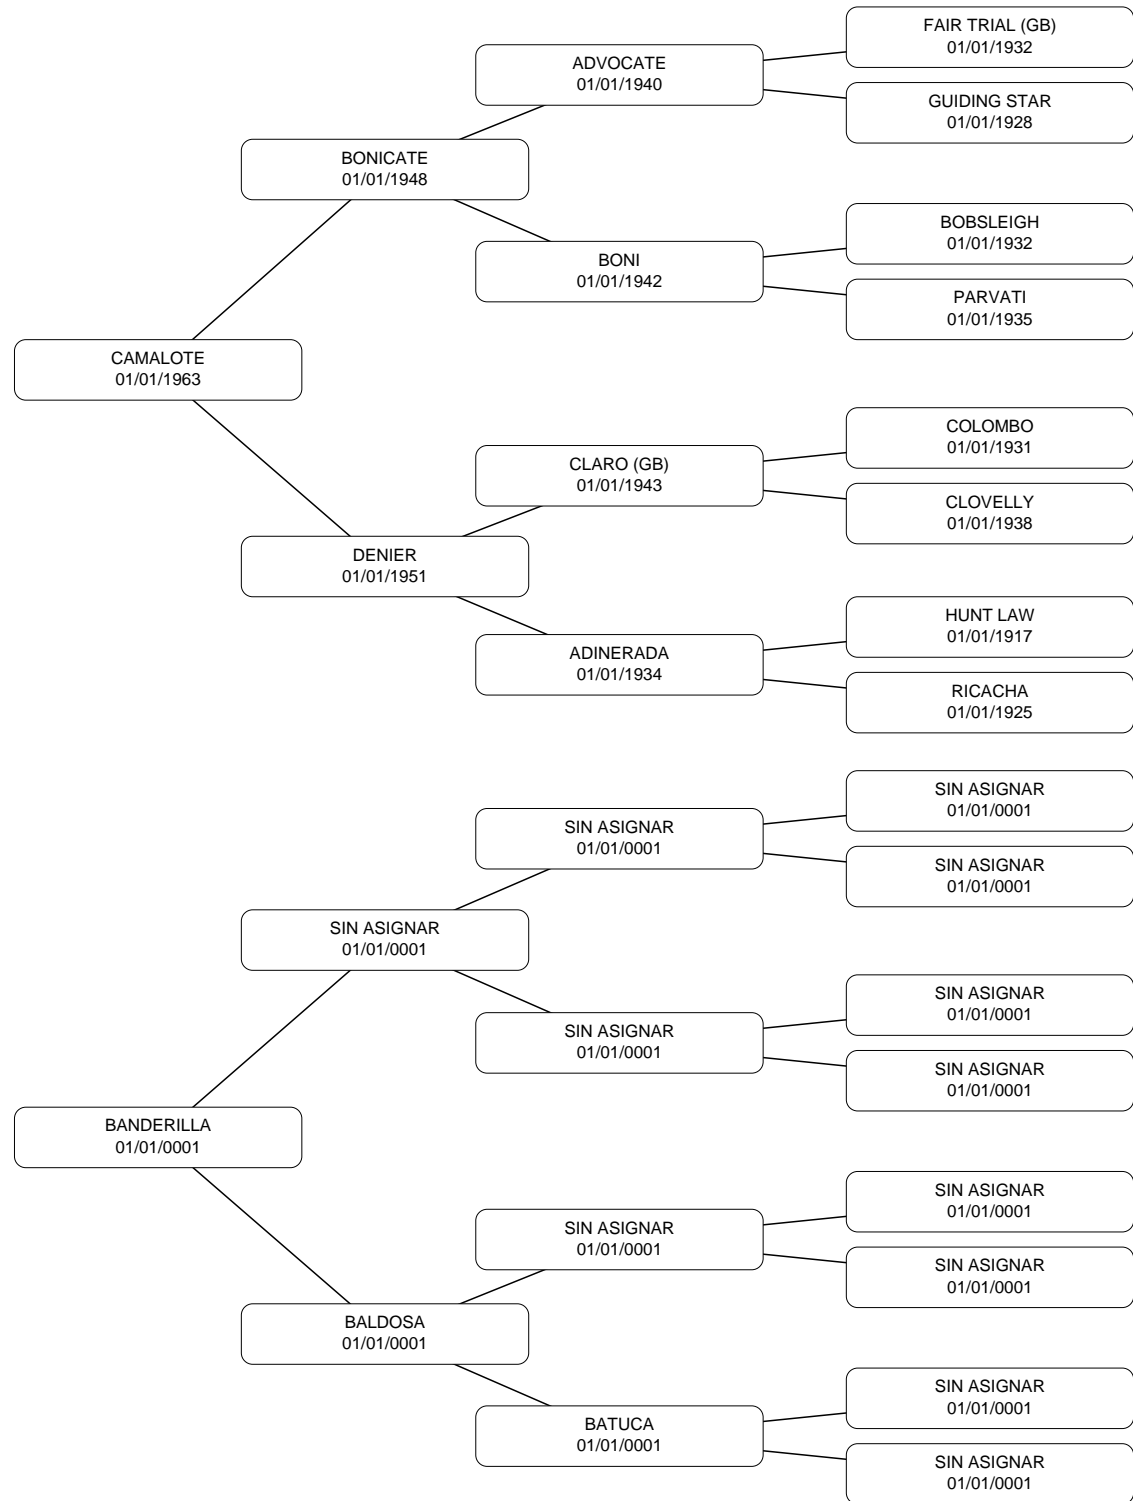 FAIR TRIAL (GB)
01/01/1932
ADVOCATE
01/01/1940
GUIDING STAR
01/01/1928
BONICATE
01/01/1948
BOBSLEIGH
01/01/1932
BONI
01/01/1942
PARVATI
01/01/1935
CAMALOTE
01/01/1963
COLOMBO
01/01/1931
CLARO (GB)
01/01/1943
CLOVELLY
01/01/1938
DENIER
01/01/1951
HUNT LAW
01/01/1917
ADINERADA
01/01/1934
RICACHA
01/01/1925
SIN ASIGNAR
01/01/0001
SIN ASIGNAR
01/01/0001
SIN ASIGNAR
01/01/0001
SIN ASIGNAR
01/01/0001
SIN ASIGNAR
01/01/0001
SIN ASIGNAR
01/01/0001
SIN ASIGNAR
01/01/0001
BANDERILLA
01/01/0001
SIN ASIGNAR
01/01/0001
SIN ASIGNAR
01/01/0001
SIN ASIGNAR
01/01/0001
BALDOSA
01/01/0001
SIN ASIGNAR
01/01/0001
BATUCA
01/01/0001
SIN ASIGNAR
01/01/0001